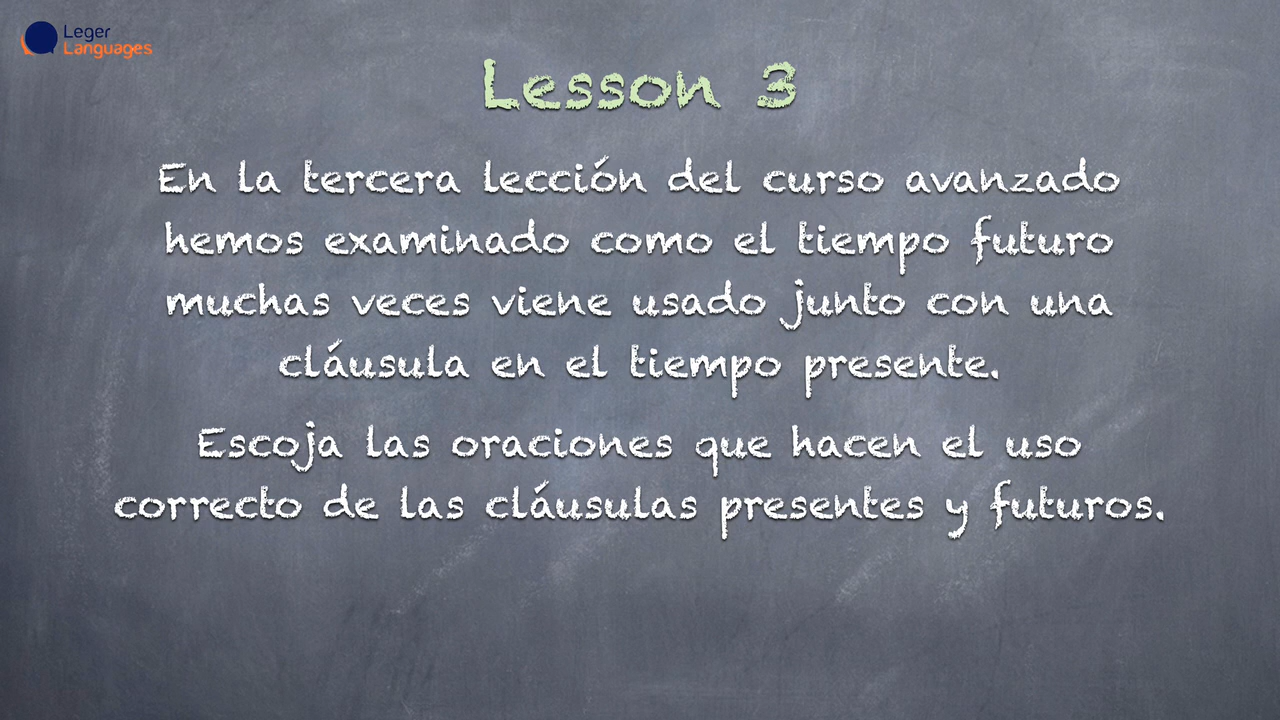 Leger
Languages
Lesson 3
En la tercera lección del curso avanzado
hemos examinado como el tiempo futuro
muchas veces viene usado junto con una
cláusula en el tiempo presente.
Escoja las oraciones que hacen el uso
correcto de las cláusulas presentes y futuros.